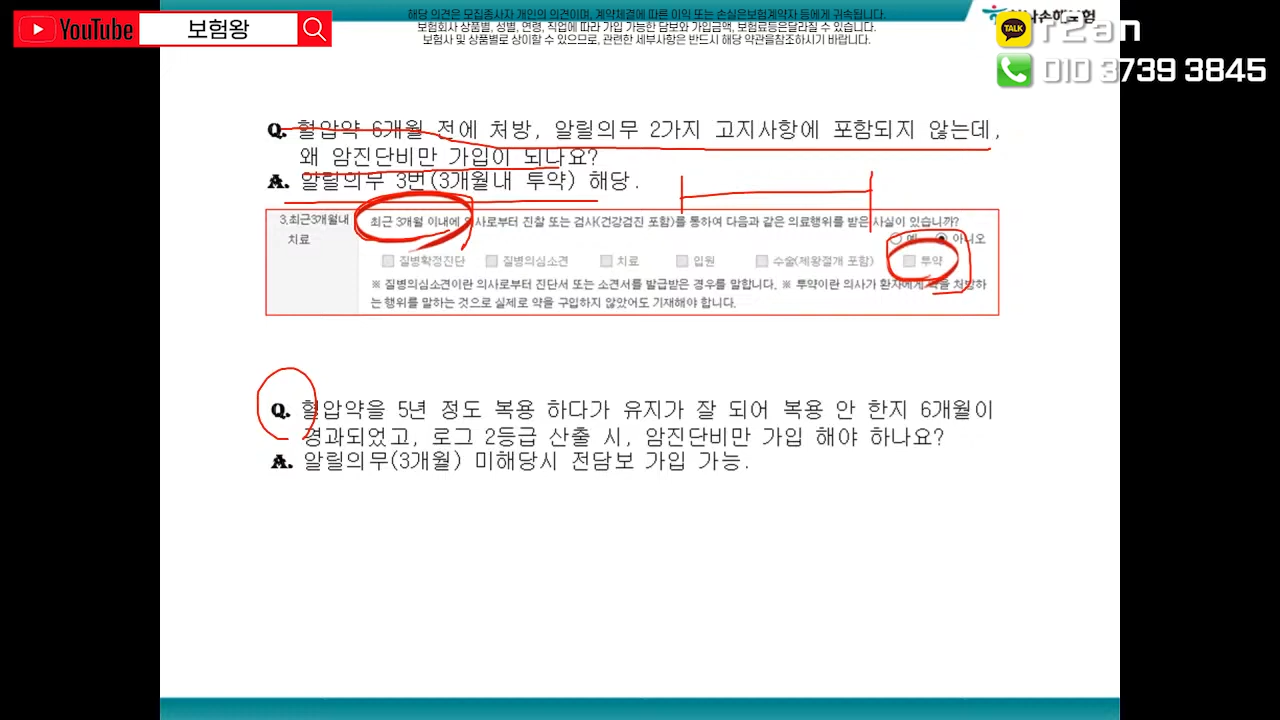 YouTube 보험왕
해당 의견은 모집종사자 개인의 의견이며, 계약체결에 따른 이익 또는 손실은보험계약자 등에게 귀속됩니다.
보험회사 상품별, 성별, 연령, 직업에 따라 가입 가능한 담보와 가입금액, 보험료등은달라질 수 있습니다.
보험사 및 상품별로 상이할 수 있으므로, 관련한 세부사항은 반드시 해당 약관을참조하시기 바랍니다.
손해보험
TALK rzan
010 3739 3845
Q. 혈압약 6개월 전에 처방, 알릴의무 2가지 고지사항에 포함되지 않는데,
왜 암진단비만 가입이 되나요?
A. 알릴의무 3번(3개월내 투약) 해당.
3.최근3개월내
치료
최근 3개월 이내에 의사로부터 진찰 또는 검사(건강검진 포함)를 통하여 다음과 같은 의료행위를 받은 사실이 있습니까?
예 아니오
질병확정진단 질병의심소견 치료 입원 수술(제왕절개 포함) 투약
※ 질병의심소견이란 의사로부터 진단서 또는 소견서를 발급받은 경우를 말합니다. ※ 투약이란 의사가 환자에게 약을 처방하
는 행위를 말하는 것으로 실제로 약을 구입하지 않았어도 기재해야 합니다.
Q. 혈압약을 5년 정도 복용 하다가 유지가 잘 되어 복용 안 한지 6개월이
경과되었고, 로그 2등급 산출 시, 암진단비만 가입 해야 하나요?
A. 알릴의무(3개월) 미해당시 전담보 가입 가능.